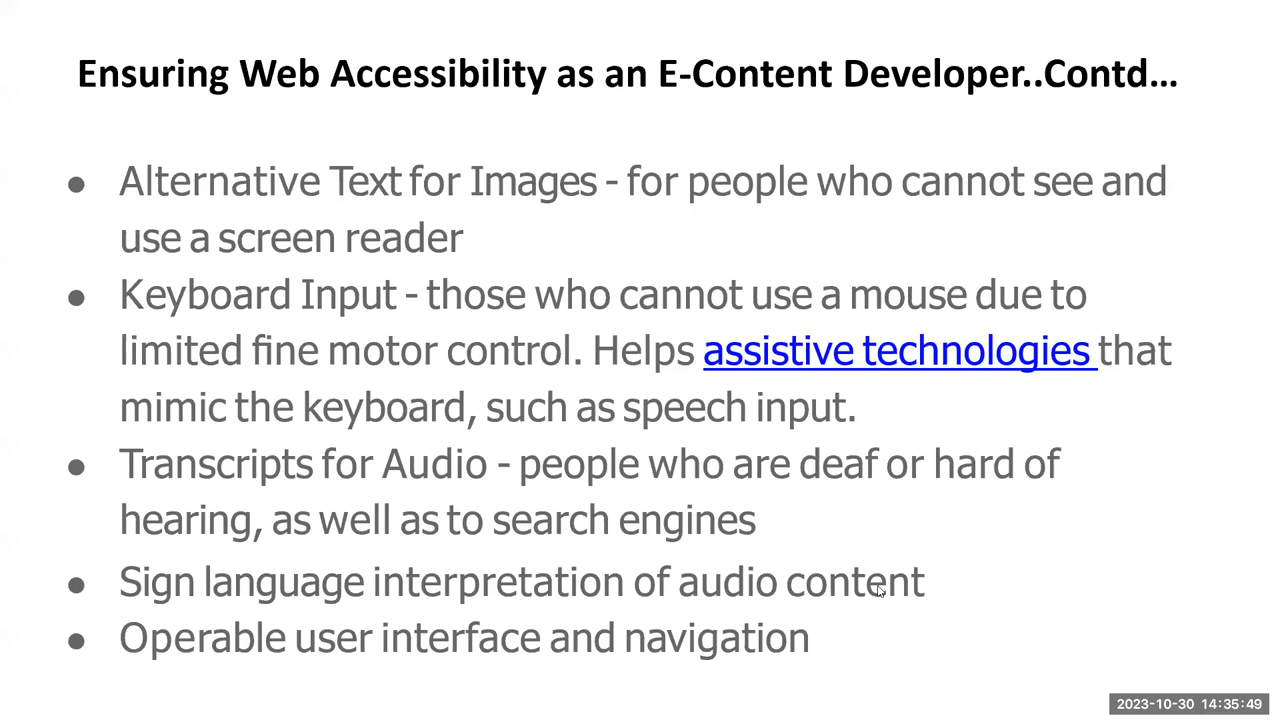 Ensuring Web Accessibility as an E-Content Developer..Contd…
● Alternative Text for Images - for people who cannot see and
use a screen reader
● Keyboard Input - those who cannot use a mouse due to
limited fine motor control. Helps assistive technologies that
mimic the keyboard, such as speech input.
● Transcripts for Audio - people who are deaf or hard of
hearing, as well as to search engines
● Sign language interpretation of audio content
● Operable user interface and navigation
2023-10-30 14:35:49